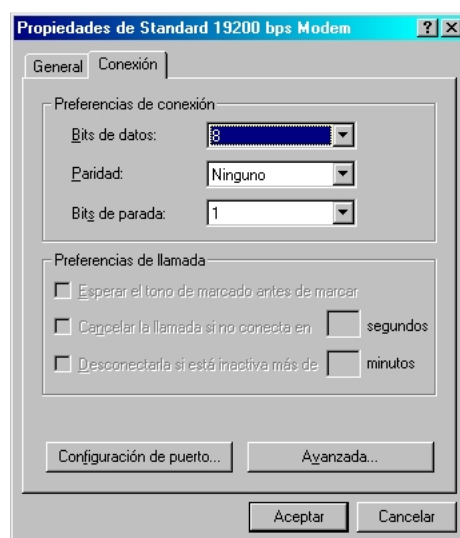 Propiedades de Standard 19200 bps Modem
General Conexión
Preferencias de conexión
Bits de datos: 8
Paridad: Ninguno
Bits de parada: 1
Preferencias de llamada
Esperar el tono de marcado antes de marcar
Cancelar la llamada si no conecta en segundos
Desconectarla si está inactiva más de minutos
Configuración de puerto... Avanzada...
Aceptar Cancelar